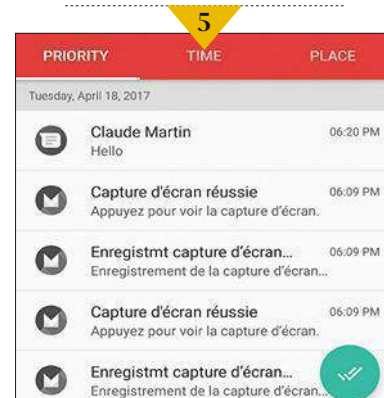 5
PRIORITY TIME PLACE
Tuesday, April 18, 2017
Claude Martin 06:20 PM
Hello
Capture d'écran réussie 06:09 PM
Appuyez pour voir la capture d'écran.
Enregistmt capture d'écran... 06:09 PM
Enregistrement de la capture d'écran...
Capture d'écran réussie 06:09 PM
Appuyez pour voir la capture d'écran.
Enregistmt capture d'écran...
Enregistrement de la capture d'écran...